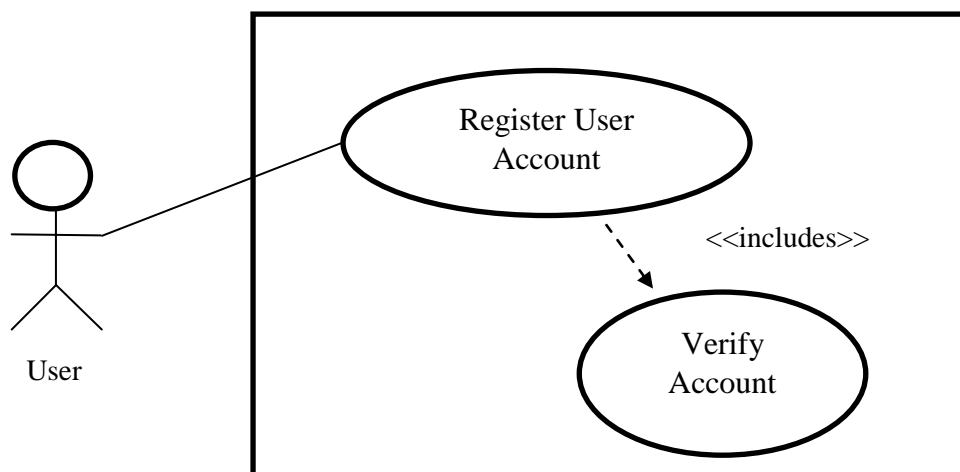 Register User
Account
<<includes>>
Verify
Account
User